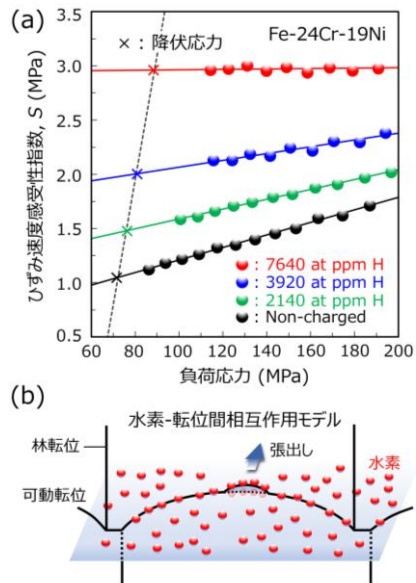 (a)
×：降伏応力
Fe-24Cr-19Ni
ひずみ速度感受性指数, S (MPa)
3.5
3.0
2.5
2.0
1.5
1.0
0.5
: 7640 at ppm H
: 3920 at ppm H
: 2140 at ppm H
: Non-charged
60 80 100 120 140 160 180 200
負荷応力 (MPa)
(b)
水素-転位間相互作用モデル
林転位
張出し
水素
可動転位